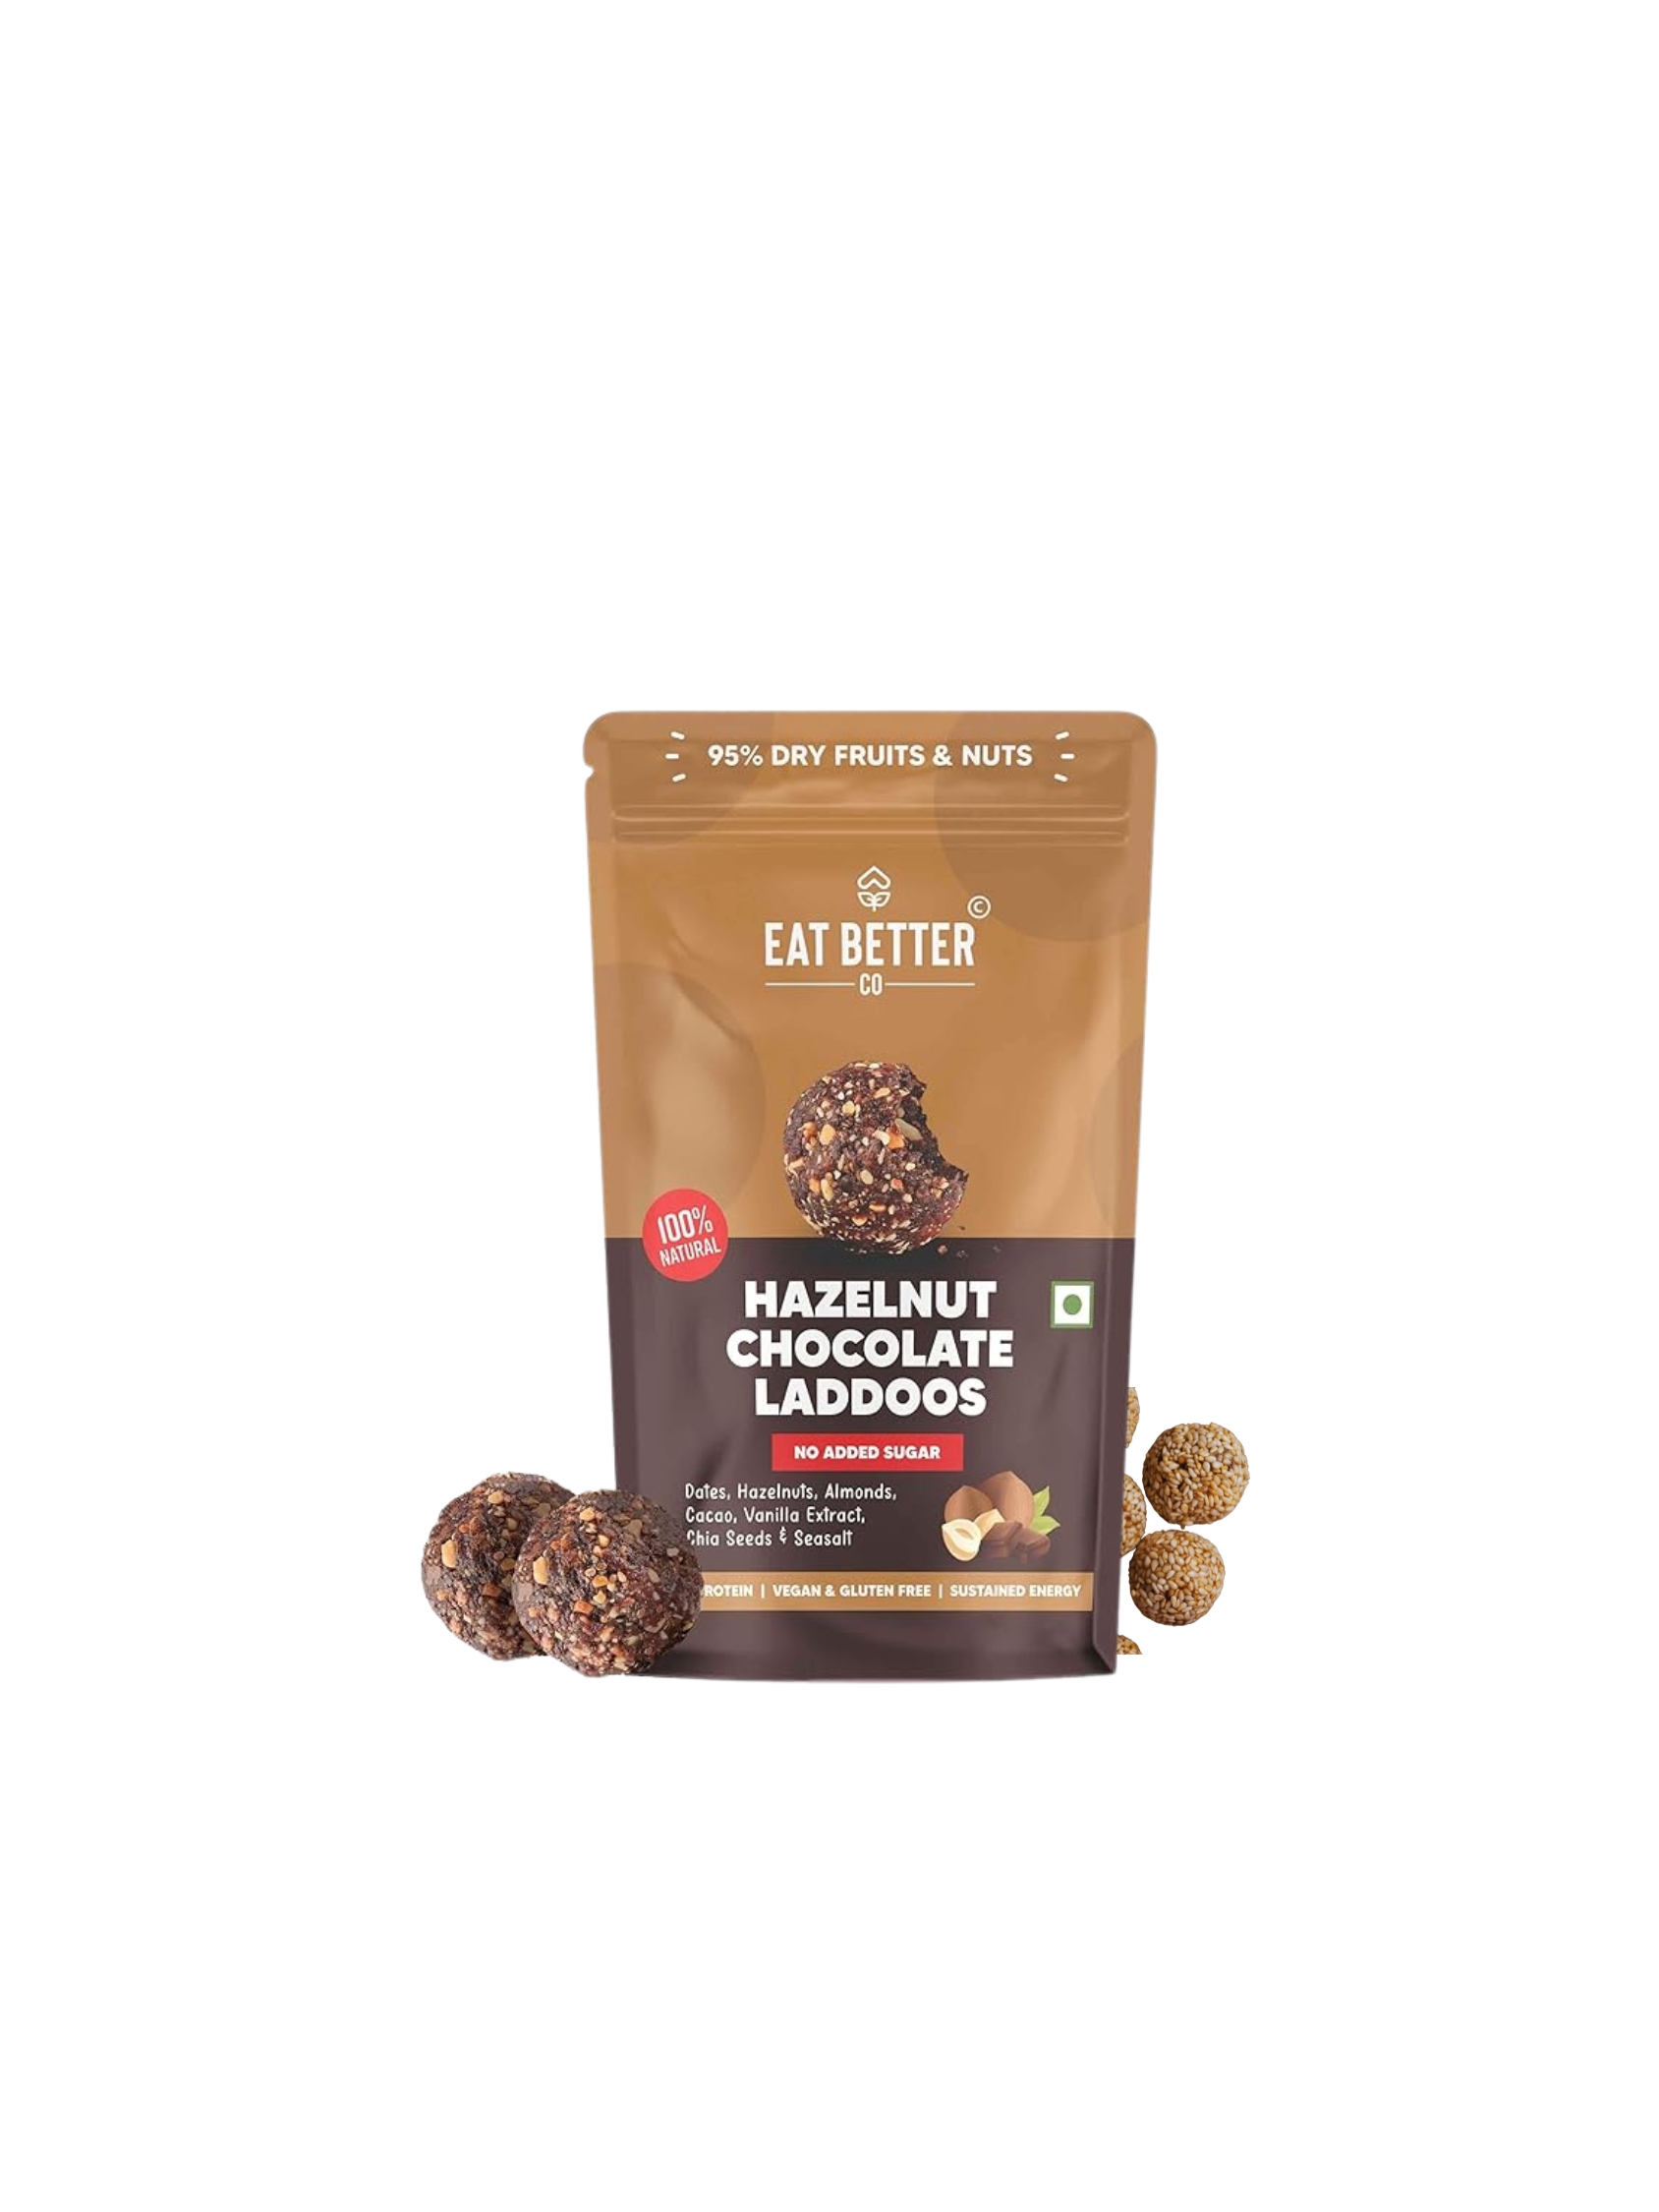 95% DRY FRUITS & NUTS
©
EAT BETTER
CO
100%
NATURAL
HAZELNUT
CHOCOLATE
LADDOOS
NO ADDED SUGAR
Dates, Hazelnuts, Almonds,
Cacao, Vanilla Extract,
Chia Seeds & Seasalt
VEGAN & GLUTEN FREE | SUSTAINED ENERGY